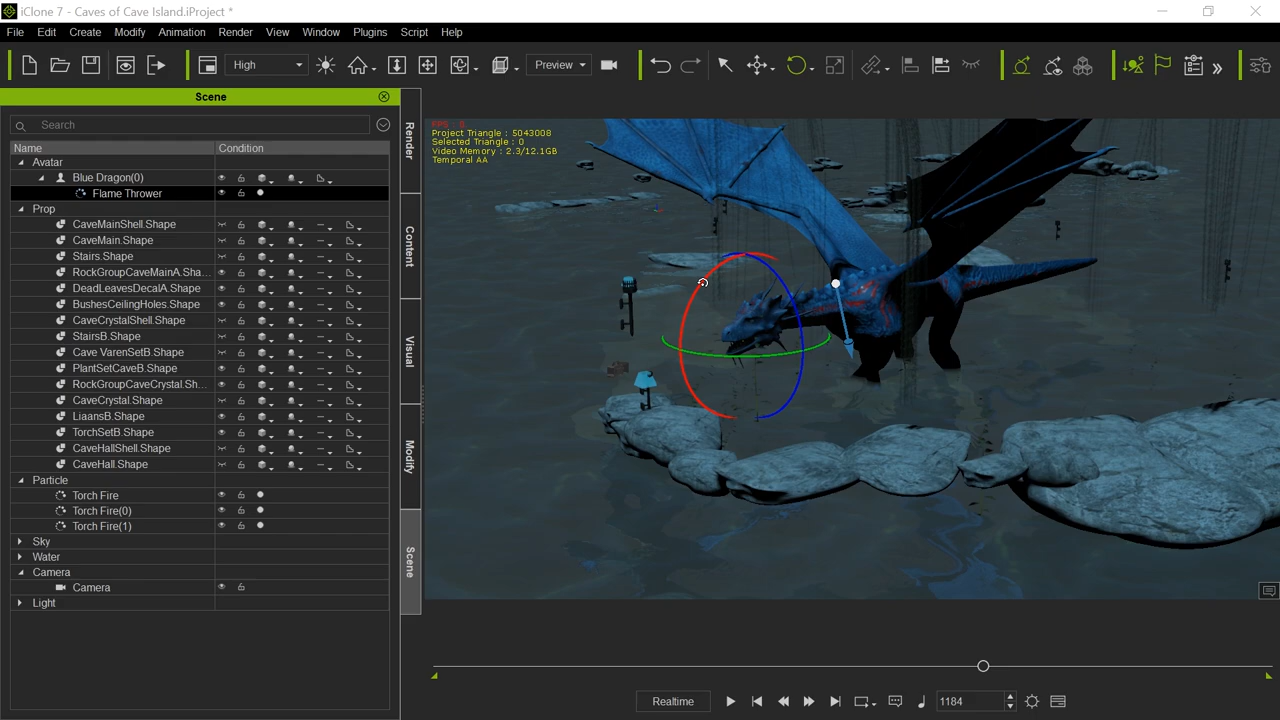 iClone 7 - Caves of Cave Island.iProject *
File Edit Create Modify Animation Render View Window Plugins Script Help
High Preview
Scene
Search
Name Condition
Avatar
Blue Dragon(0)
Flame Thrower
Prop
CaveMainShell.Shape
CaveMain.Shape
Stairs.Shape
RockGroupCaveMainA.Sha...
DeadLeavesDecalA.Shape
BushesCeilingHoles.Shape
CaveCrystalShell.Shape
StairsB.Shape
Cave VarenSetB.Shape
PlantSetCaveB.Shape
RockGroupCaveCrystal.Sh...
CaveCrystal.Shape
LiaansB.Shape
TorchSetB.Shape
CaveHallShell.Shape
CaveHall.Shape
Particle
Torch Fire
Torch Fire(0)
Torch Fire(1)
Sky
Water
Camera
Camera
Light
Render
Content
Visual
Modify
Scene
FPS : 0
Project Triangle : 5043008
Selected Triangle : 0
Video Memory : 2.3/12.1GB
Temporal AA
Realtime 1184